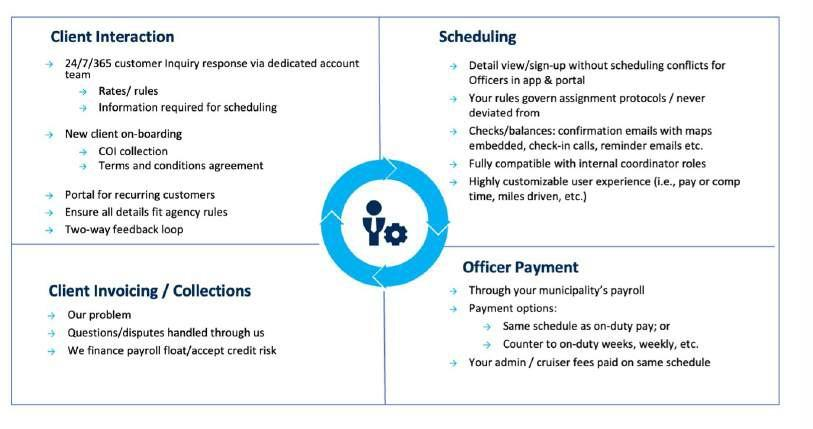 Client Interaction
24/7/365 customer Inquiry response via dedicated account
team
Rates/ rules
Information required for scheduling
New client on-boarding
COI collection
Terms and conditions agreement
Portal for recurring customers
Ensure all details fit agency rules
Two-way feedback loop
Scheduling
Detail view/sign-up without scheduling conflicts for
Officers in app & portal
Your rules govern assignment protocols / never
deviated from
Checks/balances: confirmation emails with maps
embedded, check-in calls, reminder emails etc.
Fully compatible with internal coordinator roles
Highly customizable user experience (i.e., pay or comp
time, miles driven, etc.)
Client Invoicing / Collections
Our problem
Questions/disputes handled through us
We finance payroll float/accept credit risk
Officer Payment
Through your municipality's payroll
Payment options:
Same schedule as on-duty pay; or
Counter to on-duty weeks, weekly, etc.
Your admin / cruiser fees paid on same schedule